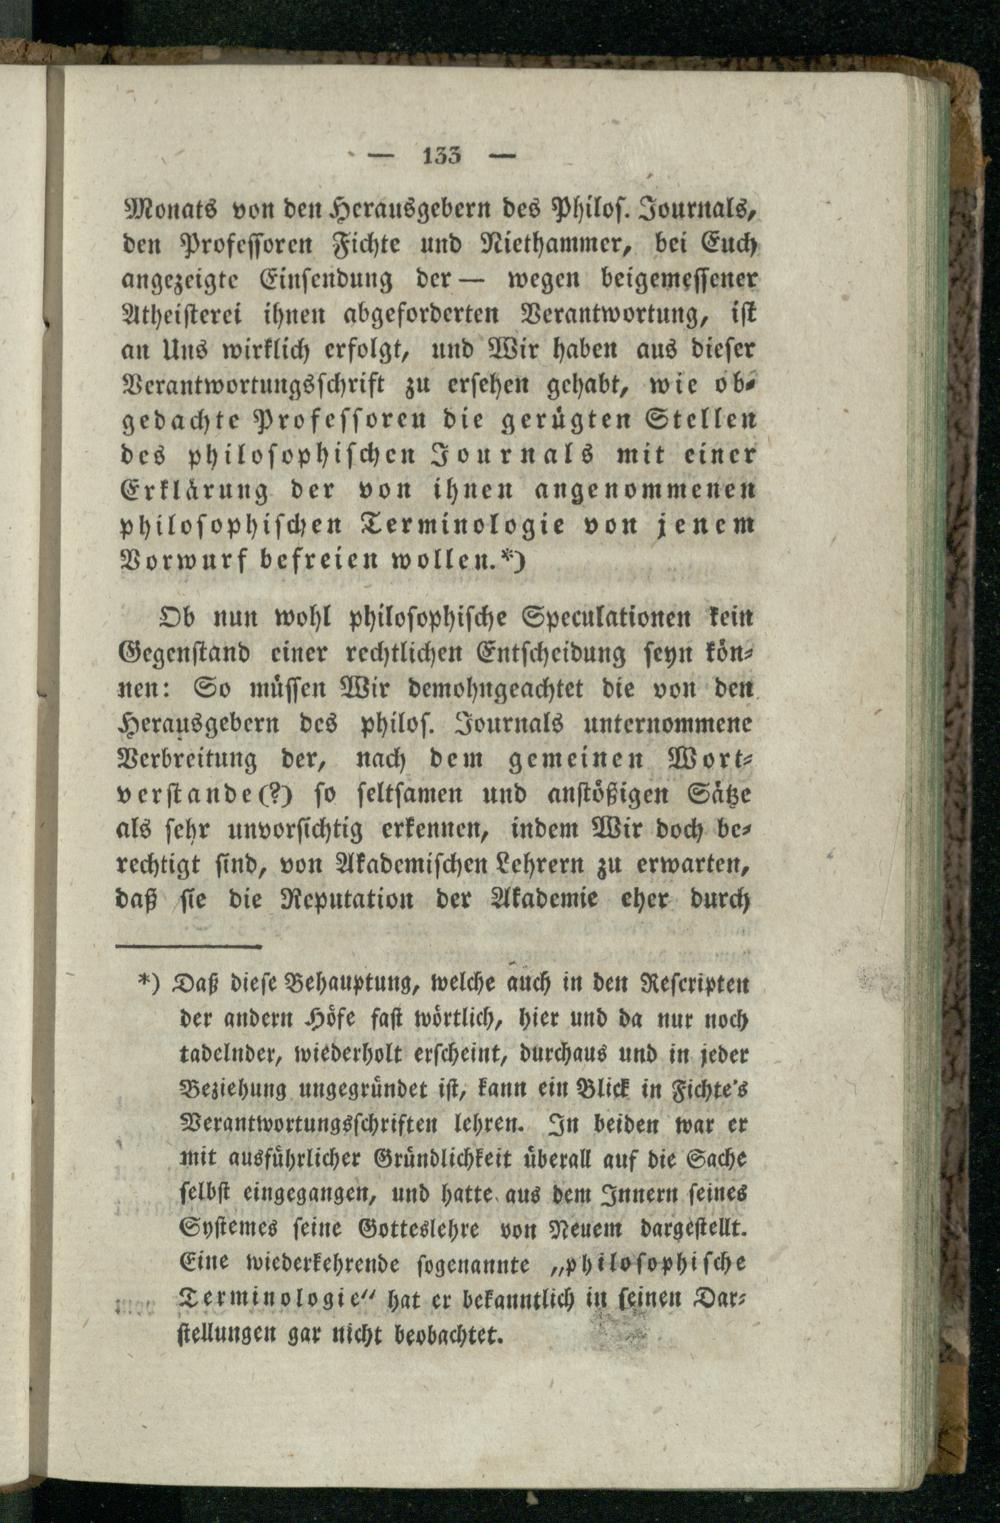 — 133 —
Monats von den Herausgebern des Philos. Journals,
den Professoren Fichte und Niethammer, bei Euch
angezeigte Einsendung der — wegen beigemessener
Atheisterei ihnen abgeforderten Verantwortung, ist
an Uns wirklich erfolgt, und Wir haben aus dieser
Verantwortungsschrift zu ersehen gehabt, wie ob-
gedachte Professoren die gerügten Stellen
des philosophischen Journals mit einer
Erklärung der von ihnen angenommenen
philosophischen Terminologie von jenem
Vorwurf befreien wollen.*)
Ob nun wohl philosophische Speculationen kein
Gegenstand einer rechtlichen Entscheidung seyn kön-
nen: So müssen Wir demohngeachtet die von den
Herausgebern des philos. Journals unternommene
Verbreitung der, nach dem gemeinen Wort-
verstande(?) so seltsamen und anstößigen Sätze
als sehr unvorsichtig erkennen, indem Wir doch be-
rechtigt sind, von Akademischen Lehrern zu erwarten,
daß sie die Reputation der Akademie eher durch
*) Daß diese Behauptung, welche auch in den Rescripten
der andern Höfe fast wörtlich, hier und da nur noch
tadelnder, wiederholt erscheint, durchaus und in jeder
Beziehung ungegründet ist, kann ein Blick in Fichte's
Verantwortungsschriften lehren. In beiden war er
mit ausführlicher Gründlichkeit überall auf die Sache
selbst eingegangen, und hatte aus dem Innern seines
Systemes seine Gotteslehre von Neuem dargestellt.
Eine wiederkehrende sogenannte „philosophische
Terminologie“ hat er bekanntlich in seinen Dar-
stellungen gar nicht beobachtet.